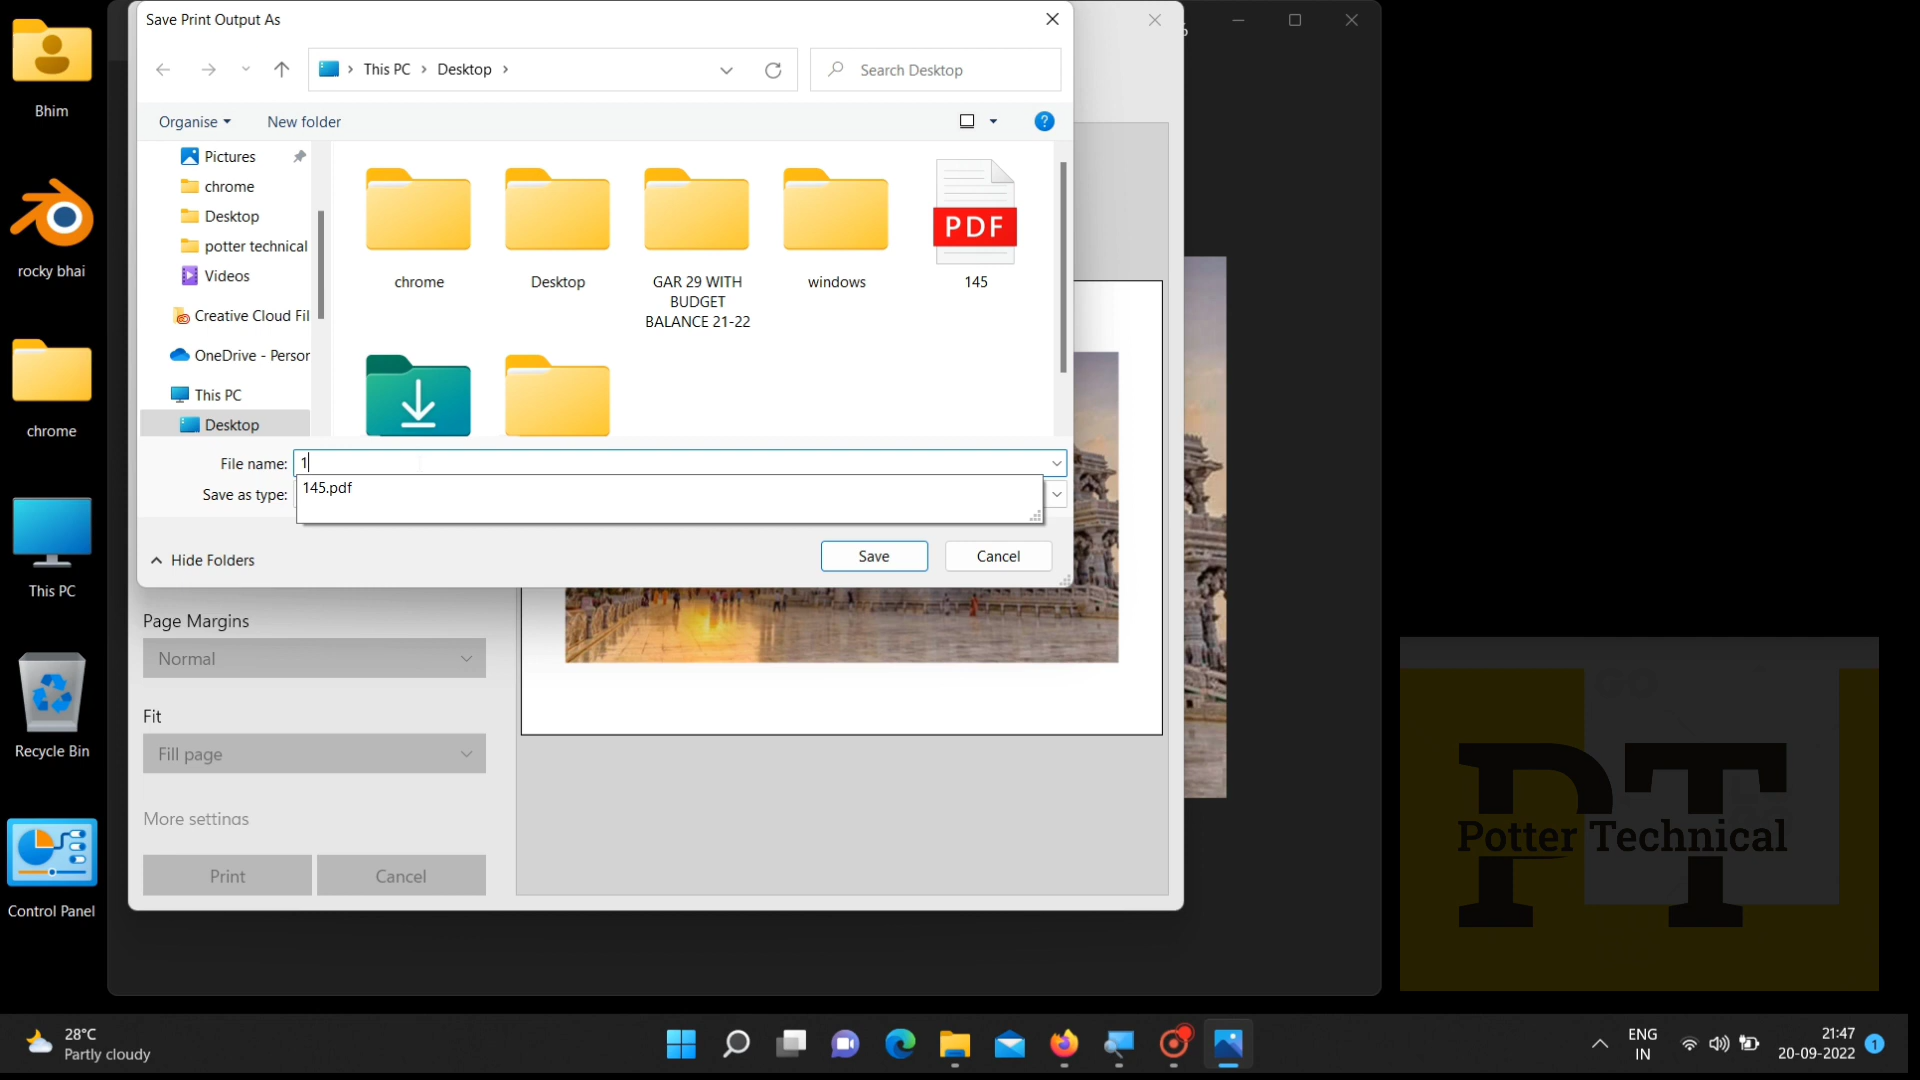 Save Print Output As
This PC
Desktop
Search Desktop
Organise
New folder
Pictures
chrome
Desktop
potter technical
Videos
Creative Cloud Fil
OneDrive - Person
This PC
Desktop
chrome
Desktop
GAR 29 WITH
BUDGET
BALANCE 21-22
windows
PDF
145
File name:
1
Save as type:
145.pdf
Hide Folders
Save
Cancel
Page Margins
Normal
Fit
Fill page
More settings
Print
Cancel
Bhim
rocky bhai
chrome
This PC
Recycle Bin
Control Panel
PT
Potter Technical
28°C
Partly cloudy
ENG
IN
21:47
20-09-2022
1